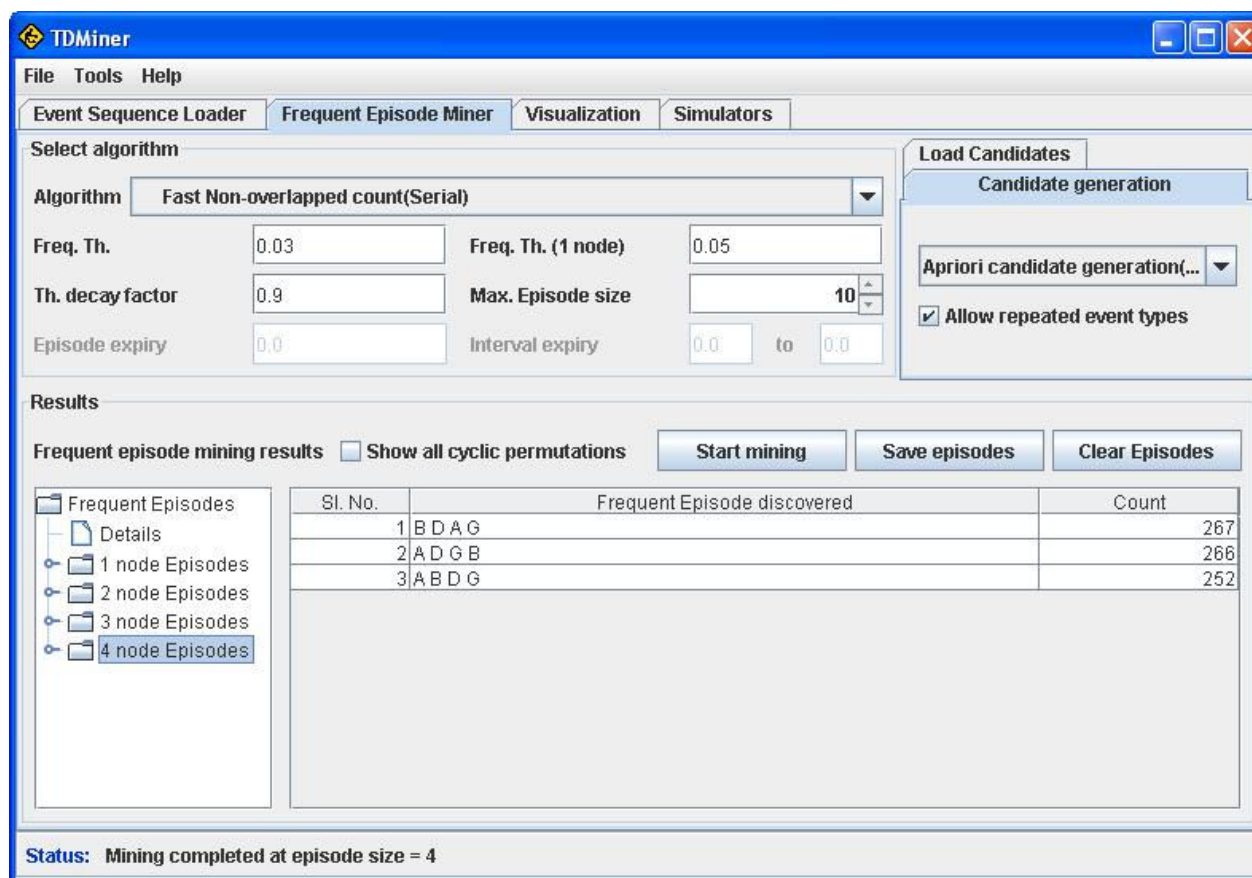 TDMiner
File Tools Help
Event Sequence Loader Frequent Episode Miner Visualization Simulators
Select algorithm
Algorithm Fast Non-overlapped count(Serial)
Freq. Th. 0.03 Freq. Th. (1 node) 0.05
Th. decay factor 0.9 Max. Episode size 10
Episode expiry 0.0 Interval expiry 0.0 to 0.0
Load Candidates
Candidate generation
Apriori candidate generation(...
Allow repeated event types
Results
Frequent episode mining results Show all cyclic permutations Start mining Save episodes Clear Episodes
Frequent Episodes
Details
1 node Episodes
2 node Episodes
3 node Episodes
4 node Episodes
Sl. No. Frequent Episode discovered Count
1 B D A G 267
2 A D G B 266
3 A B D G 252
Status: Mining completed at episode size = 4